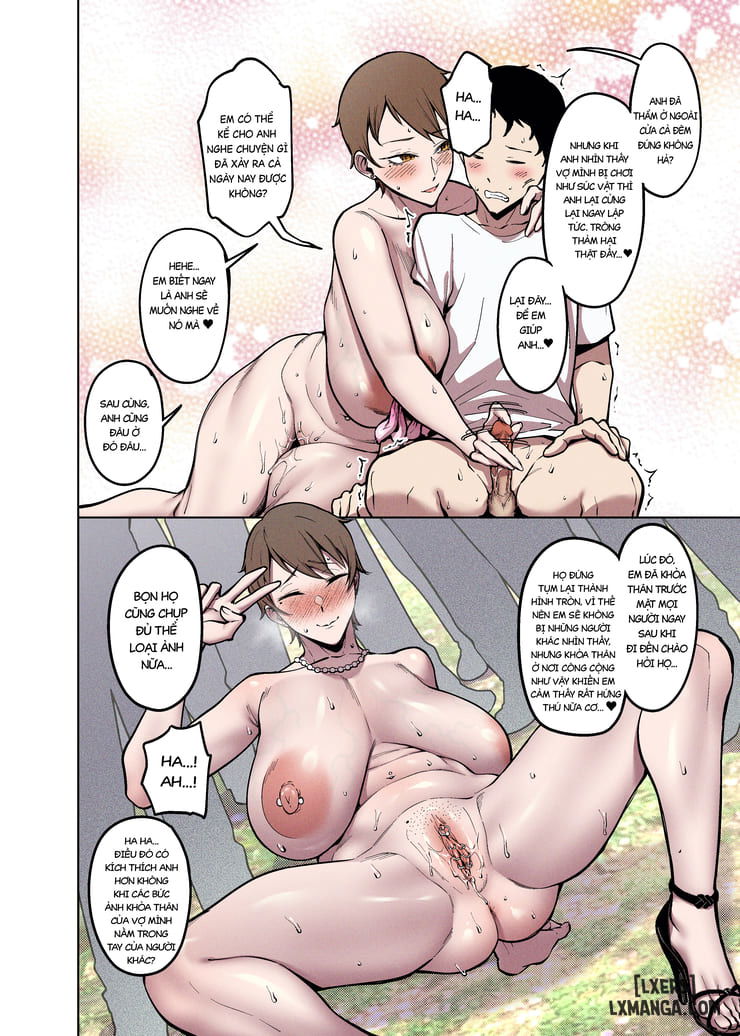 ANH ĐÃ
THẨM Ở NGOÀI
CỬA CẢ ĐÊM
ĐÚNG KHÔNG
HẢ?
NHƯNG KHI
ANH NHÌN THẤY
VỢ MÌNH BỊ CHƠI
NHƯ SÚC VẬT THÌ
ANH LẠI CỨNG
LẠI NGAY LẬP
TỨC. TRÔNG
THẢM HẠI
THẬT ĐẤY...♥
HA...
HA...
LẠI ĐÂY...
ĐỂ EM
GIÚP
ANH...♥
EM CÓ THỂ
KỂ CHO ANH
NGHE CHUYỆN GÌ
ĐÃ XẢY RA CẢ
NGÀY NAY ĐƯỢC
KHÔNG?
HEHE...
EM BIẾT NGAY
LÀ ANH SẼ
MUỐN NGHE VỀ
NÓ MÀ ♥
SAU CÙNG,
ANH CŨNG
ĐÂU Ở
ĐÓ ĐÂU...
LÚC ĐÓ,
EM ĐÃ KHỎA
THÂN TRƯỚC
MẶT MỌI
NGƯỜI NGAY
SAU KHI
ĐI ĐẾN CHÀO
HỎI HỌ...
HỌ ĐỨNG
TỤM LẠI THÀNH
HÌNH TRÒN, VÌ THẾ
NÊN EM SẼ KHÔNG
BỊ NHỮNG NGƯỜI
KHÁC NHÌN THẤY,
NHƯNG KHỎA THÂN
Ở NƠI CÔNG CỘNG
NHƯ VẬY KHIẾN EM
CẢM THẤY RẤT HỨNG
THÚ NỮA CƠ...♥
BỌN HỌ
CŨNG CHỤP
ĐỦ THỂ
LOẠI ẢNH
NỮA...
HA...!
AH...!
HA HA...
ĐIỀU ĐÓ CÓ
KÍCH THÍCH ANH
HƠN KHÔNG
KHI CÁC BỨC
ẢNH KHỎA THÂN
CỦA VỢ MÌNH
NẰM TRONG
TAY CỦA NGƯỜI
KHÁC?
[LXERS]
LXMANGA.COM